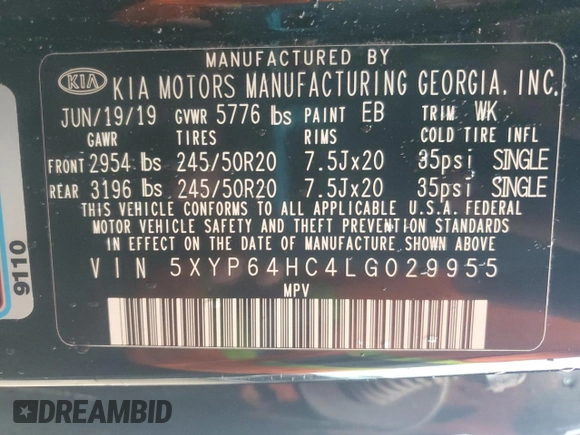 MANUFACTURED BY
KIA KIA MOTORS MANUFACTURING GEORGIA, INC.
JUN/19/19 GVWR 5776 lbs PAINT EB TRIM WK
GAWR TIRES RIMS COLD TIRE INFL
FRONT 2954 lbs 245/50R20 7.5Jx20 35psi SINGLE
REAR 3196 lbs 245/50R20 7.5Jx20 35psi SINGLE
THIS VEHICLE CONFORMS TO ALL APPLICABLE U.S.A. FEDERAL
MOTOR VEHICLE SAFETY AND THEFT PREVENTION STANDARDS
IN EFFECT ON THE DATE OF MANUFACTURE SHOWN ABOVE.
VIN 5XYP64HC4LG029955
MPV
9110
DREAMBID